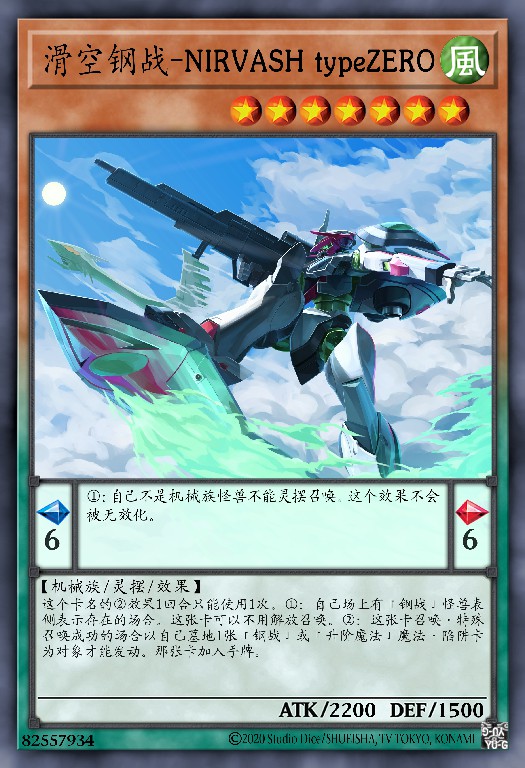 滑空钢战-NIRVASH typeZERO
風
①:自己不是机械族怪兽不能灵摆召唤。这个效果不会
被无效化。
6
6
【机械族/灵摆/效果】
这个卡名的②效果1回合只能使用1次。①:自己场上有「钢战」怪兽表
侧表示存在的场合。这张卡可以不用解放召唤。②:这张卡召唤·特殊
召唤成功的场合以自己墓地1张「钢战」或「升阶魔法」魔法·陷阱卡
为对象才能发动。那张卡加入手牌。
ATK/2200 DEF/1500
82557934
©2020 Studio Dice/SHUEISHA, TV TOKYO, KONAMI